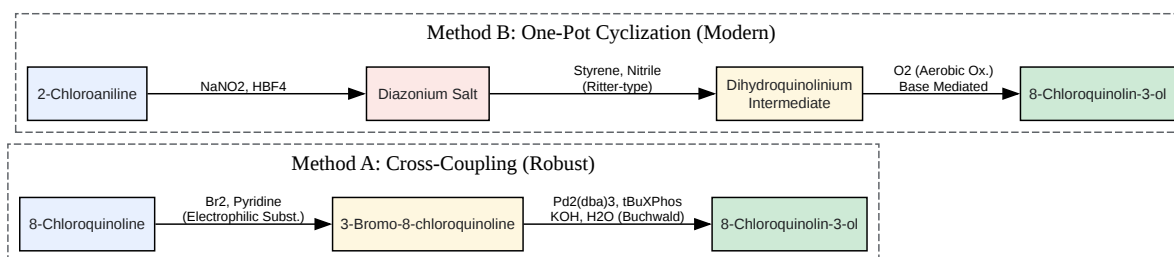 Method B: One-Pot Cyclization (Modern)
2-Chloroaniline
NaNO2, HBF4
Diazonium Salt
Styrene, Nitrile
(Ritter-type)
Dihydroquinolinium
Intermediate
O2 (Aerobic Ox.)
Base Mediated
8-Chloroquinolin-3-ol
Method A: Cross-Coupling (Robust)
8-Chloroquinoline
Br2, Pyridine
(Electrophilic Subst.)
3-Bromo-8-chloroquinoline
Pd2(dba)3, tBuXPhos
KOH, H2O (Buchwald)
8-Chloroquinolin-3-ol